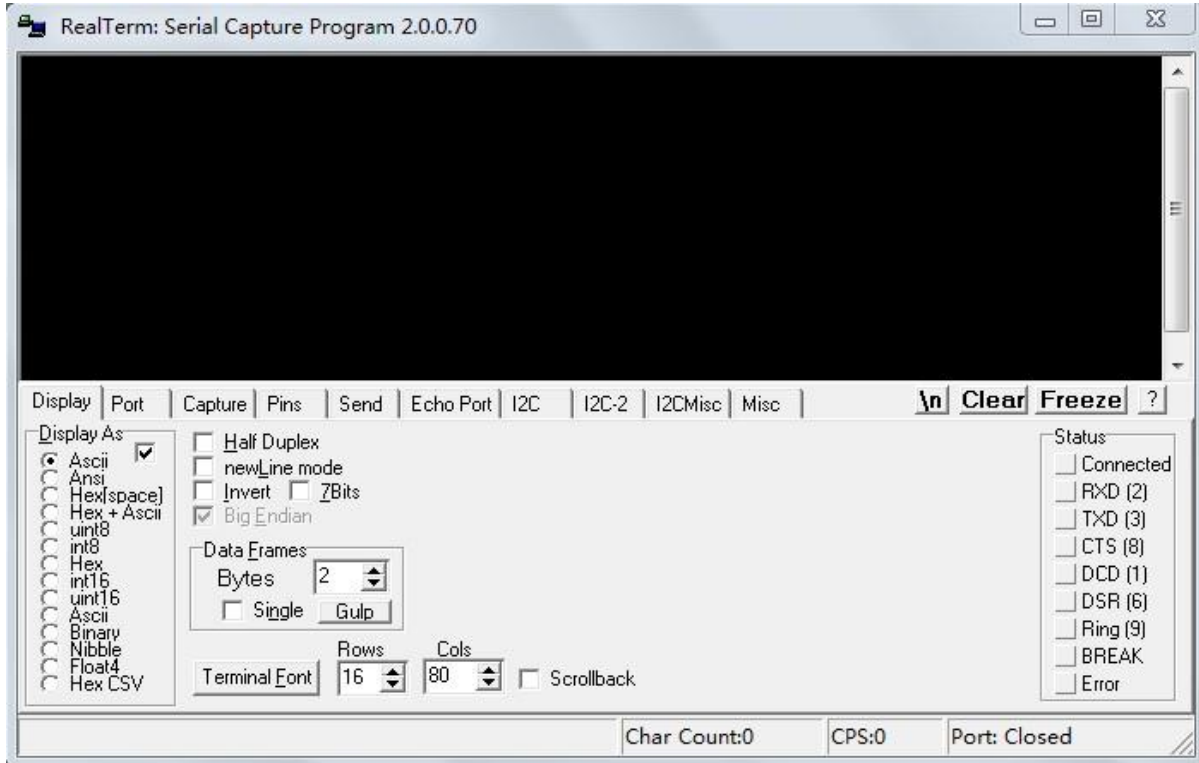 RealTerm: Serial Capture Program 2.0.0.70
Display Port Capture Pins Send Echo Port I2C I2C-2 I2CMisc Misc \n Clear Freeze ?
Display As
Ascii
Ansi
Hex[space]
Hex + Ascii
uint8
int8
Hex
int16
uint16
Ascii
Binary
Nibble
Float4
Hex CSV
Half Duplex
newLine mode
Invert 7Bits
Big Endian
Data Frames
Bytes 2
Single Gulp
Rows Cols
Terminal Font 16 80 Scrollback
Status
Connected
RXD (2)
TXD (3)
CTS (8)
DCD (1)
DSR (6)
Ring (9)
BREAK
Error
Char Count:0 CPS:0 Port: Closed